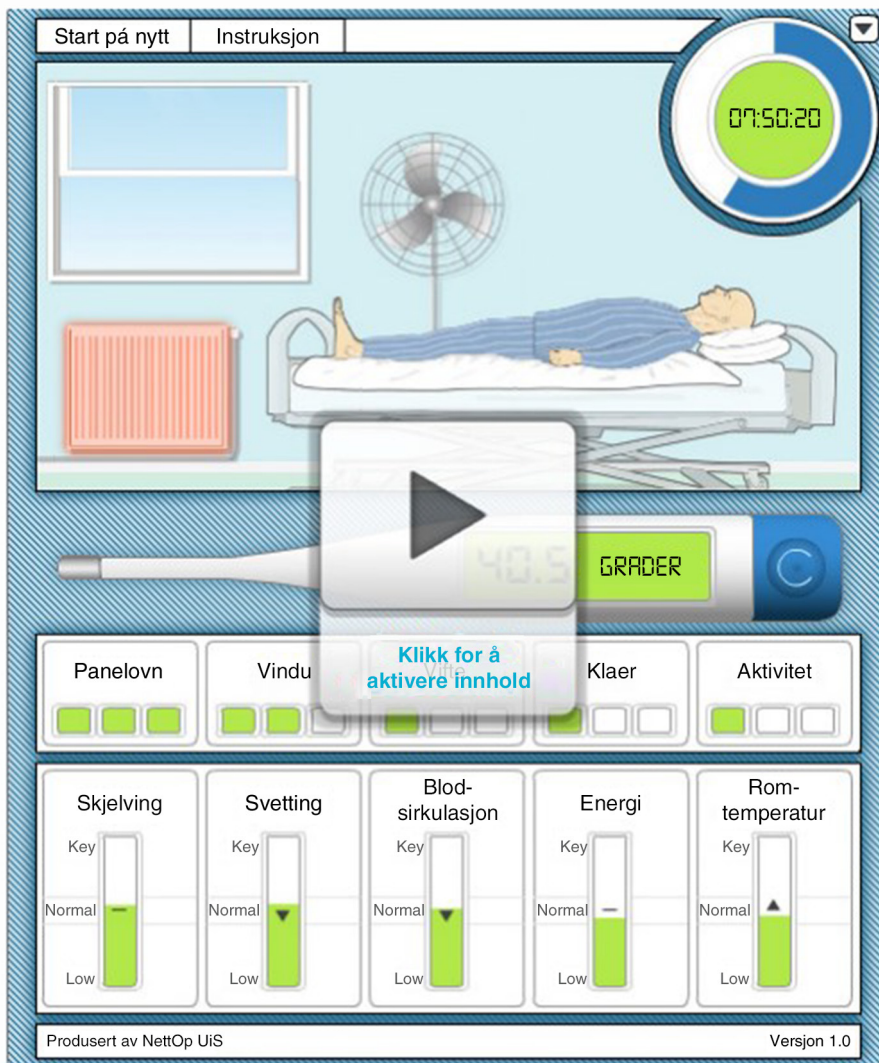 Start på nytt Instruksjon
07:50:20
40.5 GRADER
Panelovn Vindu Vifte Klaer Aktivitet
Klikk for å
aktivere innhold
Skjelving Svetting Blod-
sirkulasjon Energi Rom-
temperatur
Key Key Key Key Key
Normal Normal Normal Normal Normal
Low Low Low Low Low
Produsert av NettOp UiS Versjon 1.0